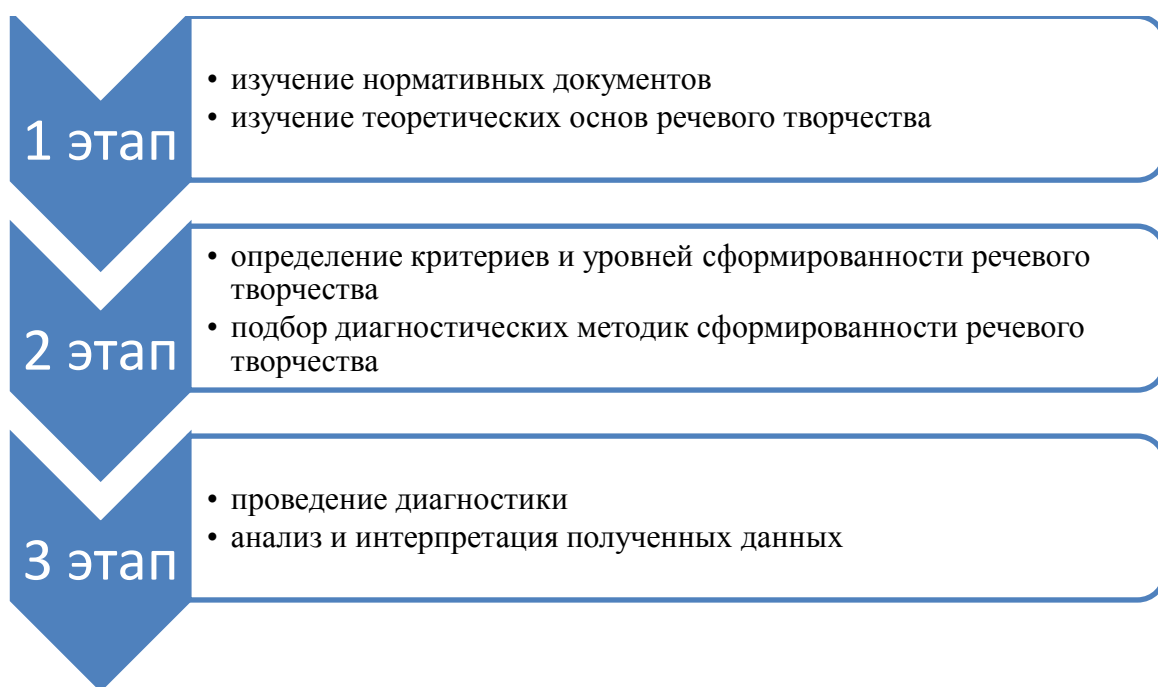 1 этап
• изучение нормативных документов
• изучение теоретических основ речевого творчества
2 этап
• определение критериев и уровней сформированности речевого
творчества
• подбор диагностических методик сформированности речевого
творчества
3 этап
• проведение диагностики
• анализ и интерпретация полученных данных